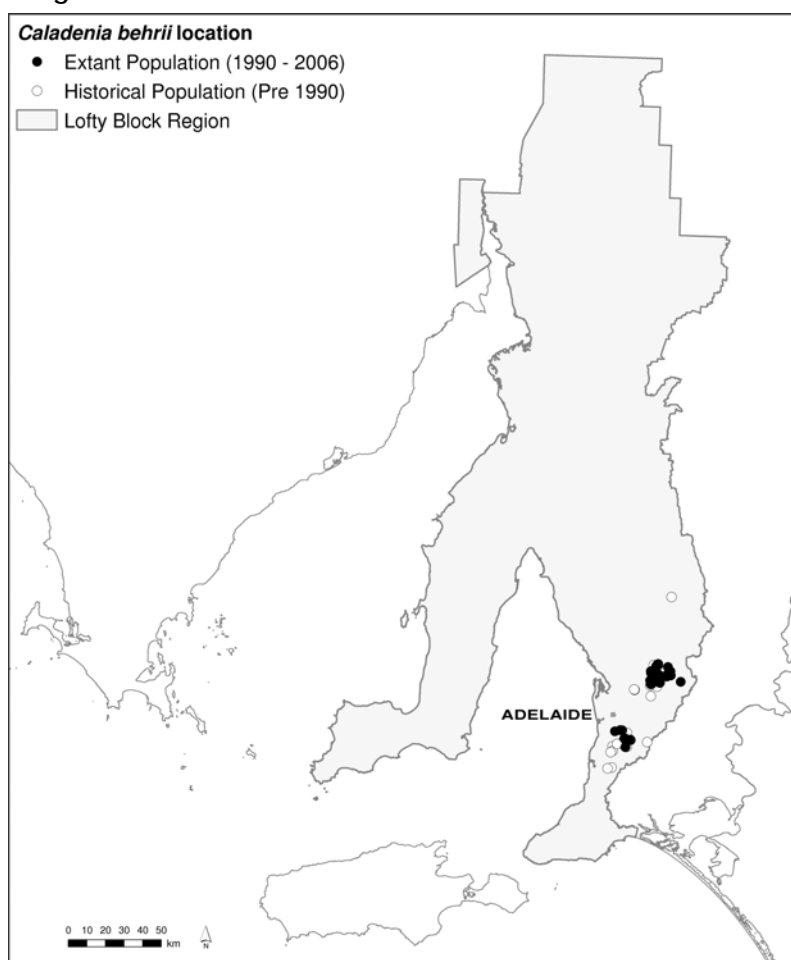 Caladenia behrii location
Extant Population (1990 - 2006)
Historical Population (Pre 1990)
Lofty Block Region
ADELAIDE
0 10 20 30 40 50
km
N